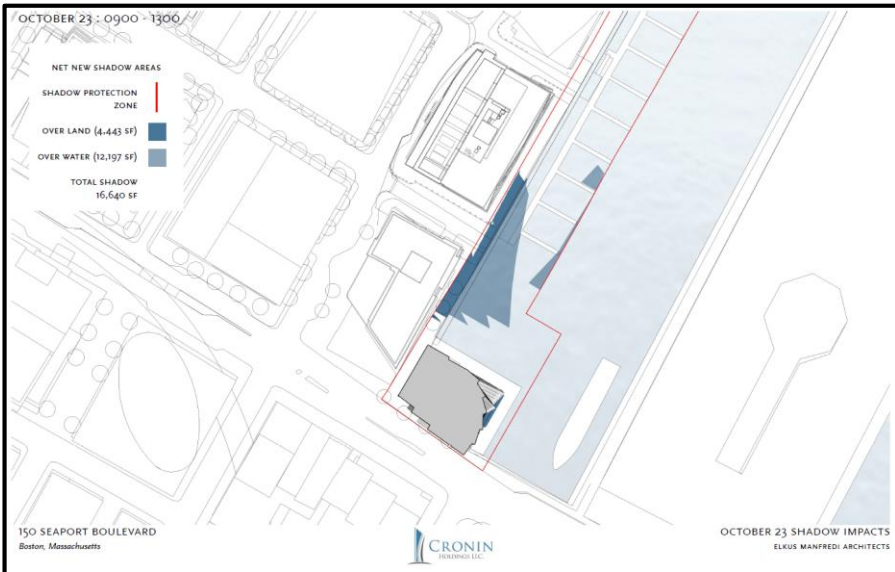 OCTOBER 23 : 0900 - 1300
NET NEW SHADOW AREAS
SHADOW PROTECTION
ZONE
OVER LAND (4,443 SF)
OVER WATER (12,197 SF)
TOTAL SHADOW
16,640 SF
150 SEAPORT BOULEVARD
Boston, Massachusetts
CRONIN
HOLDINGS LLC.
OCTOBER 23 SHADOW IMPACTS
ELKUS MANFREDI ARCHITECTS